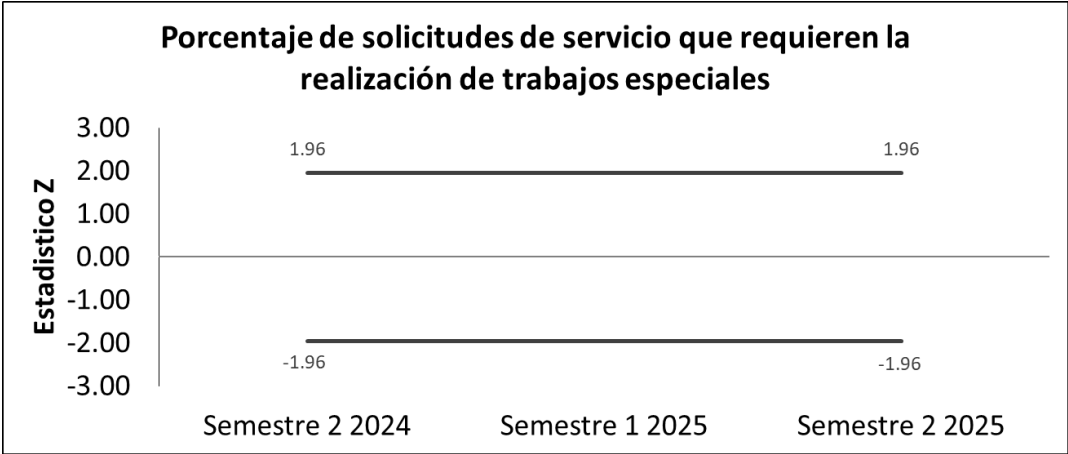 Porcentaje de solicitudes de servicio que requieren la
realización de trabajos especiales
Estadistico Z
3.00
2.00
1.00
0.00
-1.00
-2.00
-3.00
1.96
1.96
-1.96
-1.96
Semestre 2 2024
Semestre 1 2025
Semestre 2 2025